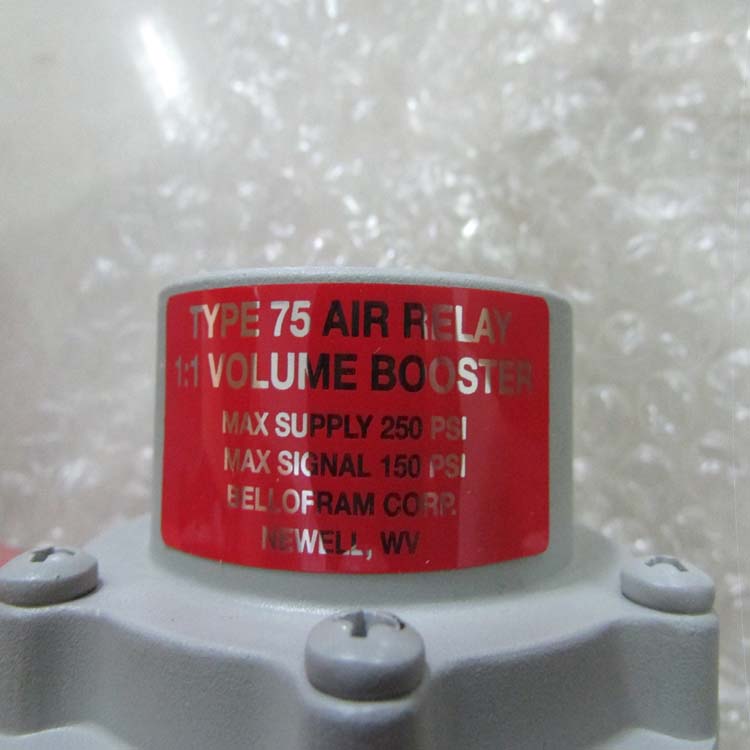 TYPE 75 AIR RELAY
1:1 VOLUME BOOSTER
MAX SUPPLY 250 PSI
MAX SIGNAL 150 PSI
BELLOFRAM CORP.
NEWELL, WV